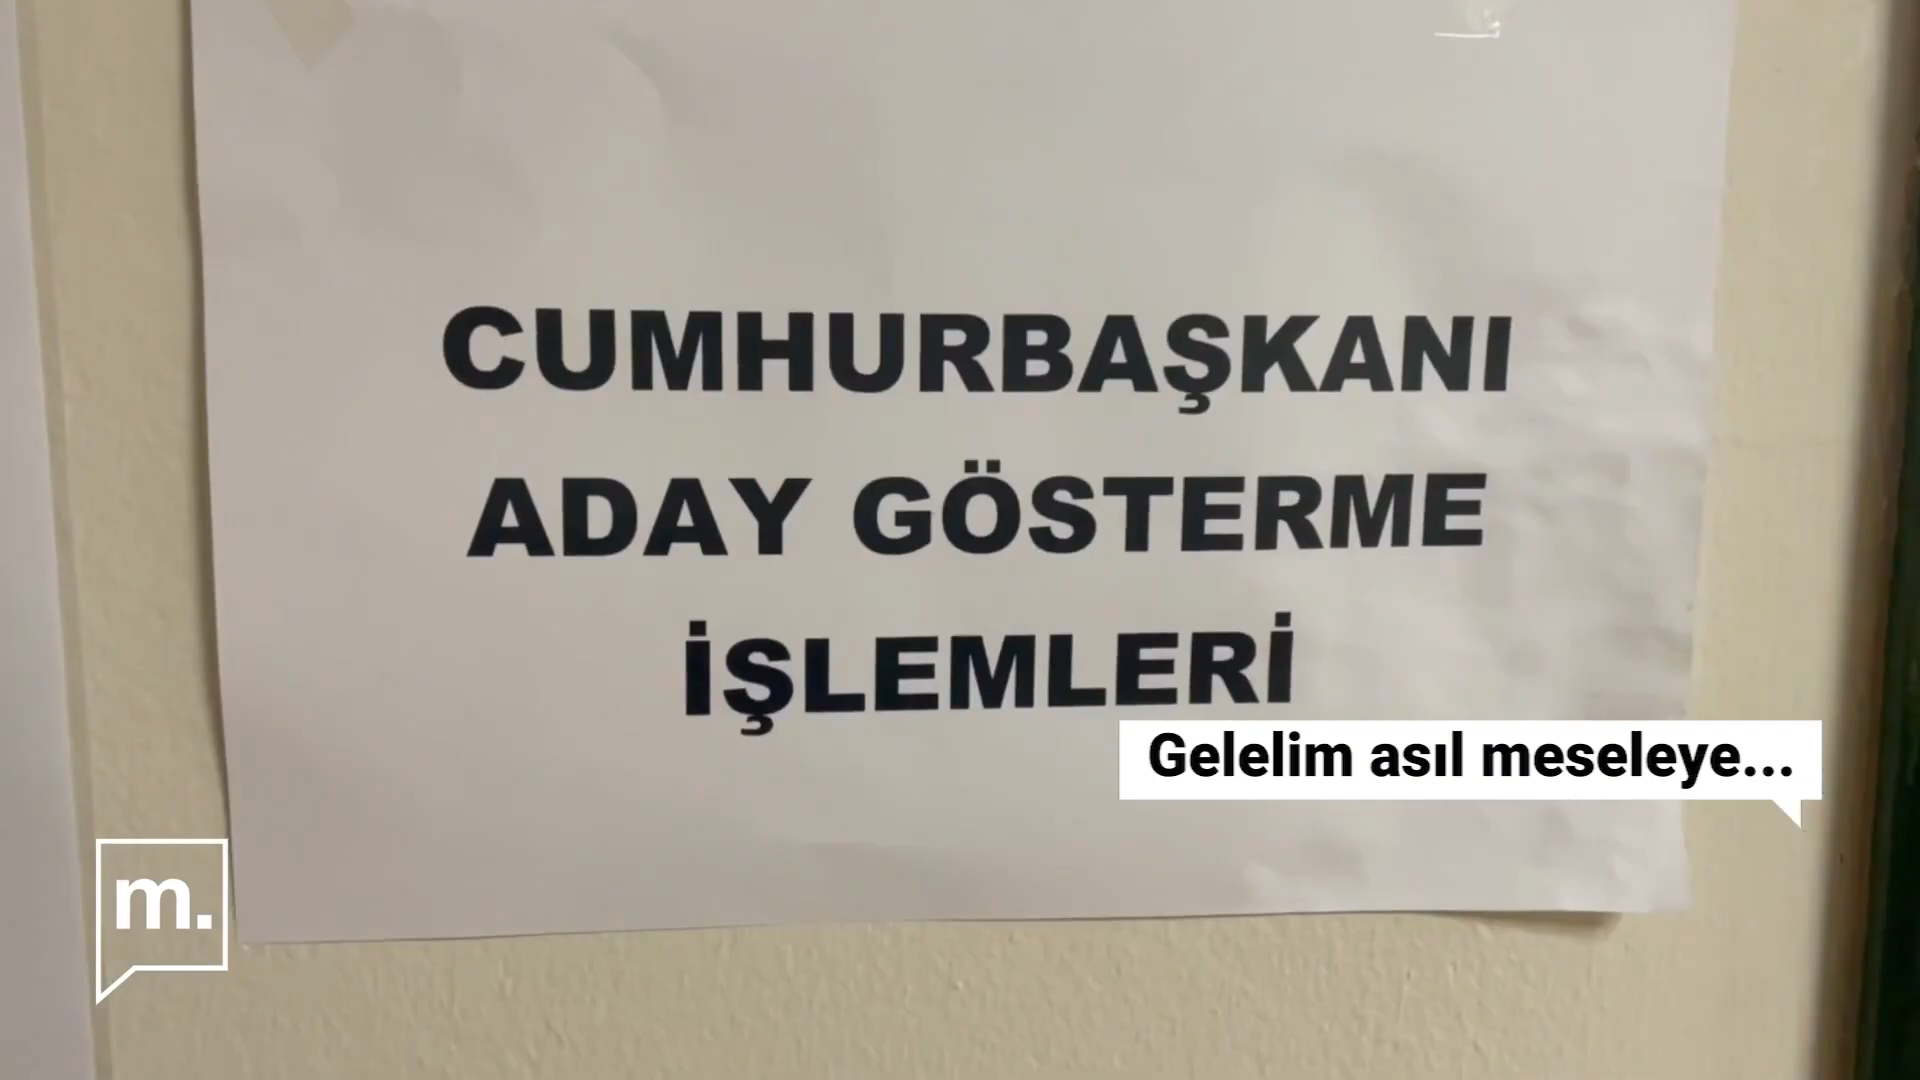 CUMHURBAŞKANI
ADAY GÖSTERME
İŞLEMLERİ
Gelelim asıl meseleye...
m.